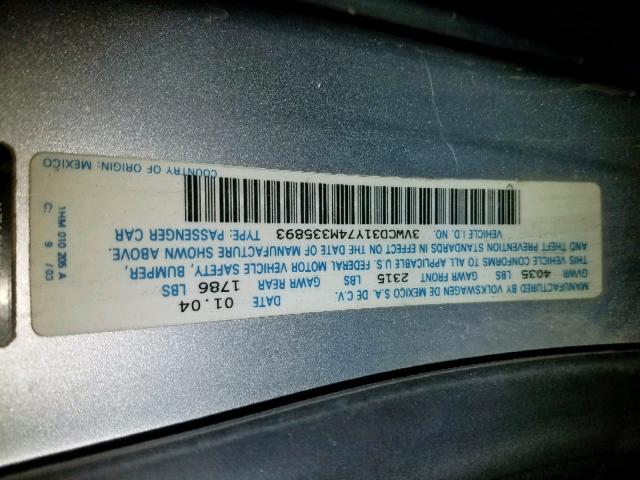 MANUFACTURED BY VOLKSWAGEN DE MEXICO S.A. DE C.V. DATE 01.04
GVWR 4035 LBS GAWR FRONT 2315 LBS GAWR REAR 1786 LBS
THIS VEHICLE CONFORMS TO ALL APPLICABLE U.S. FEDERAL MOTOR VEHICLE SAFETY, BUMPER,
AND THEFT PREVENTION STANDARDS IN EFFECT ON THE DATE OF MANUFACTURE SHOWN ABOVE.
VEHICLE I.D. NO. 3VWCD31Y74M335893 TYPE: PASSENGER CAR
COUNTRY OF ORIGIN: MEXICO
1HM 010 205 A
9 / 03